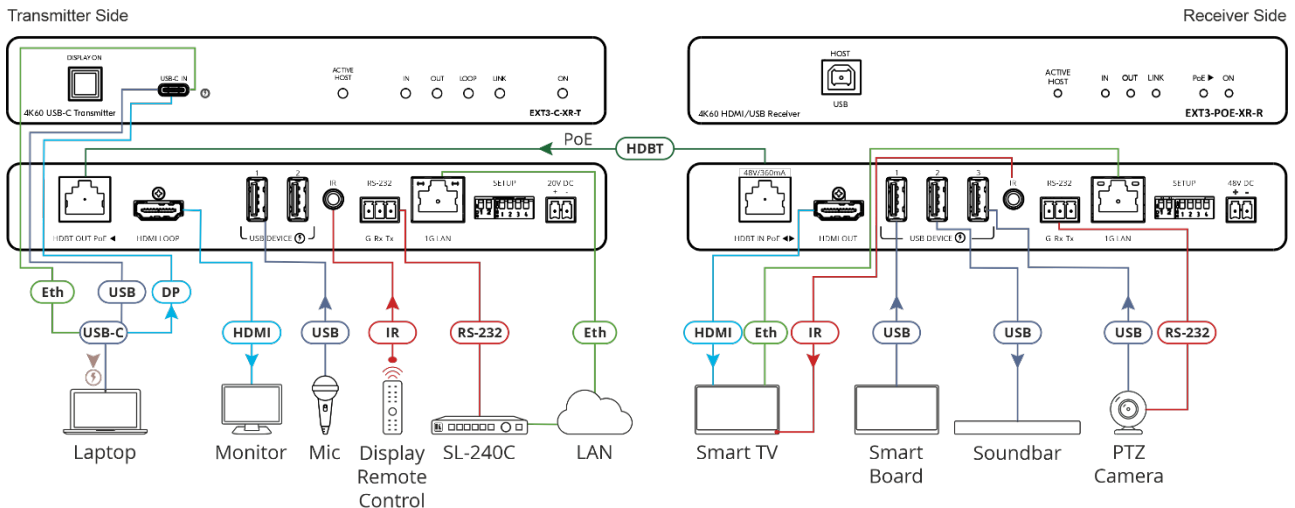 Transmitter Side
Receiver Side
DISPLAY ON
USB-C IN
ACTIVE
HOST
IN
OUT
LOOP
LINK
ON
4K60 USB-C Transmitter
EXT3-C-XR-T
HOST
USB
ACTIVE
HOST
IN
OUT
LINK
PoE ▶
ON
4K60 HDMI/USB Receiver
EXT3-POE-XR-R
PoE
HDBT
1
2
IR
RS-232
SETUP
20V DC
+ -
1 2
1 2 3 4
HDBT OUT PoE ◀
HDMI LOOP
USB DEVICE
G Rx Tx
1G LAN
48V/360mA
1
2
3
IR
RS-232
SETUP
48V DC
+ -
1 2
1 2 3 4
HDBT IN PoE ◀▶
HDMI OUT
USB DEVICE
G Rx Tx
1G LAN
Eth
USB
DP
USB-C
HDMI
USB
IR
RS-232
Eth
HDMI
Eth
IR
USB
USB
USB
RS-232
Laptop
Monitor
Mic
Display
Remote
Control
SL-240C
LAN
Smart TV
Smart
Board
Soundbar
PTZ
Camera